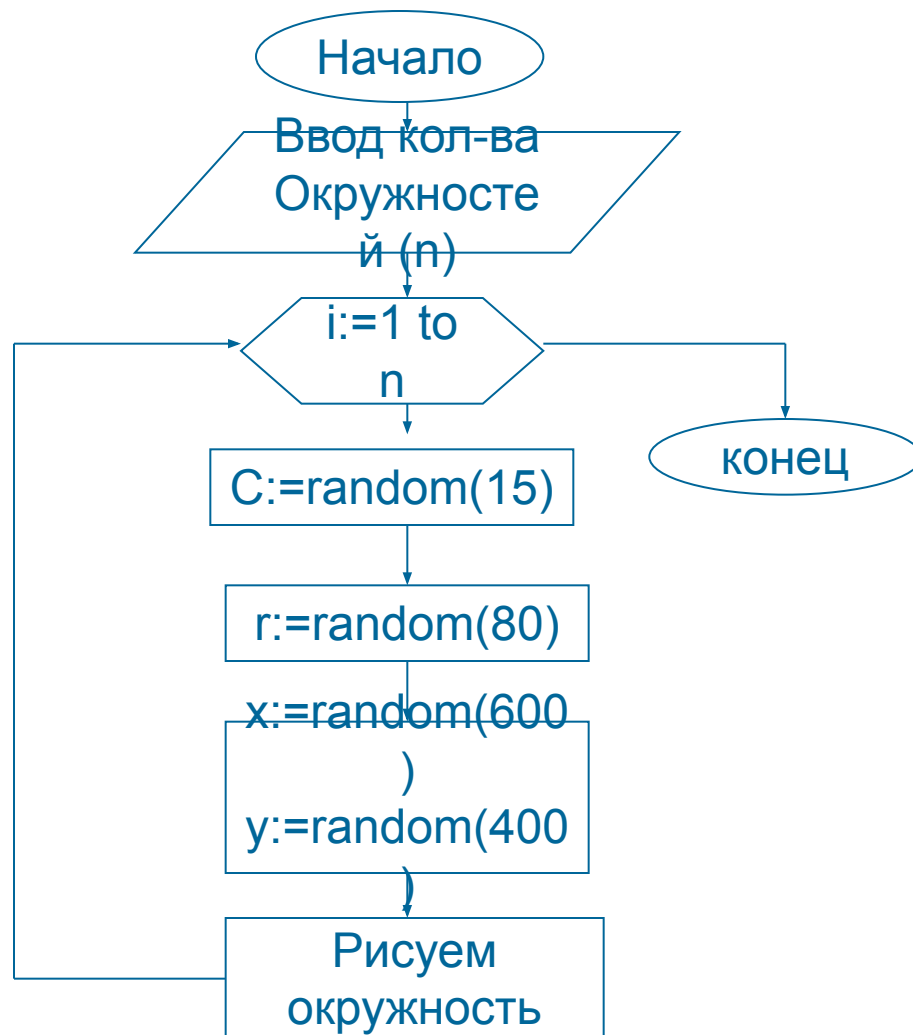 Начало
Ввод кол-ва
Окружносте
й (n)
i:=1 to
n
конец
C:=random(15)
r:=random(80)
x:=random(600
)
y:=random(400
)
Рисуем
окружность